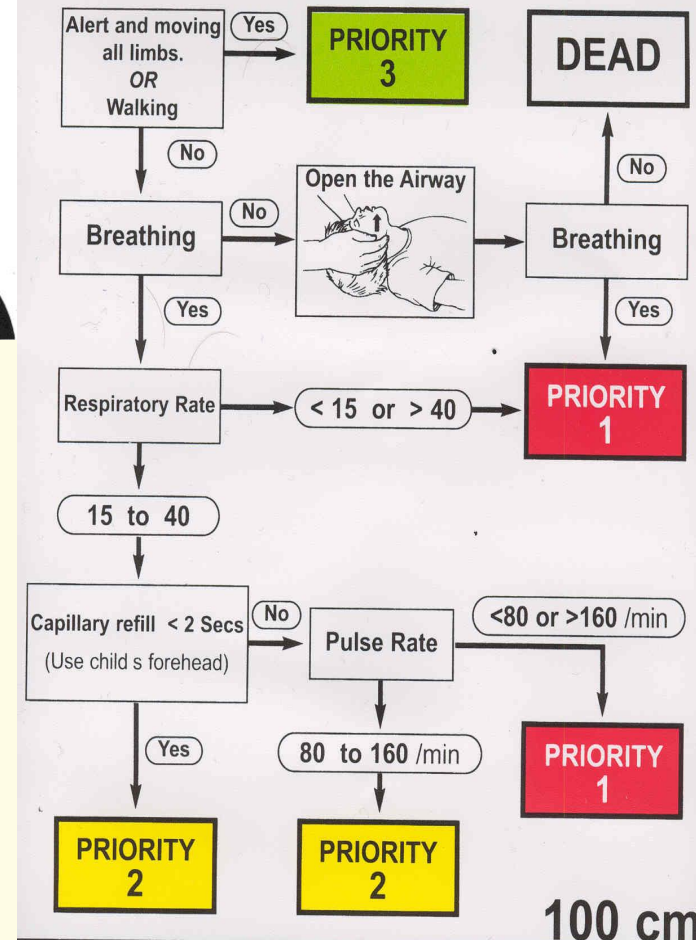 Alert and moving
all limbs.
OR
Walking
Yes
PRIORITY
3
DEAD
No
No
Breathing
No
Open the Airway
Breathing
Yes
Yes
Respiratory Rate
< 15 or > 40
PRIORITY
1
15 to 40
Capillary refill < 2 Secs
(Use child s forehead)
No
Pulse Rate
<80 or >160 /min
Yes
80 to 160 /min
PRIORITY
1
PRIORITY
2
PRIORITY
2
100 cm